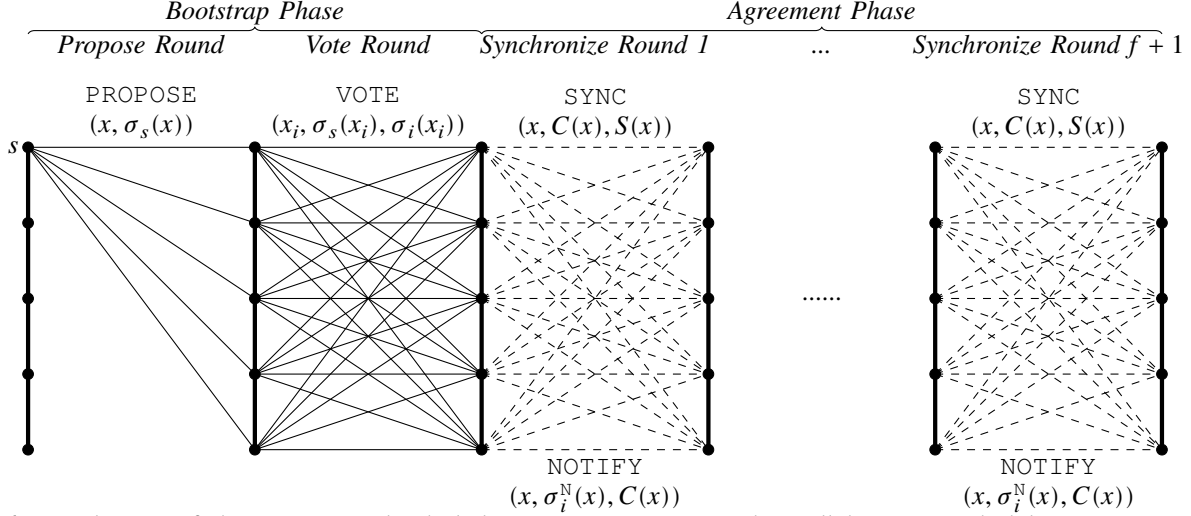 Bootstrap Phase Agreement Phase
Propose Round Vote Round Synchronize Round 1 ... Synchronize Round f + 1
PROPOSE VOTE SYNC SYNC
(x, σ_s(x)) (x_i, σ_s(x_i), σ_i(x_i)) (x, C(x), S(x)) (x, C(x), S(x))
s
......
NOTIFY NOTIFY
(x, σ_i^N(x), C(x)) (x, σ_i^N(x), C(x))